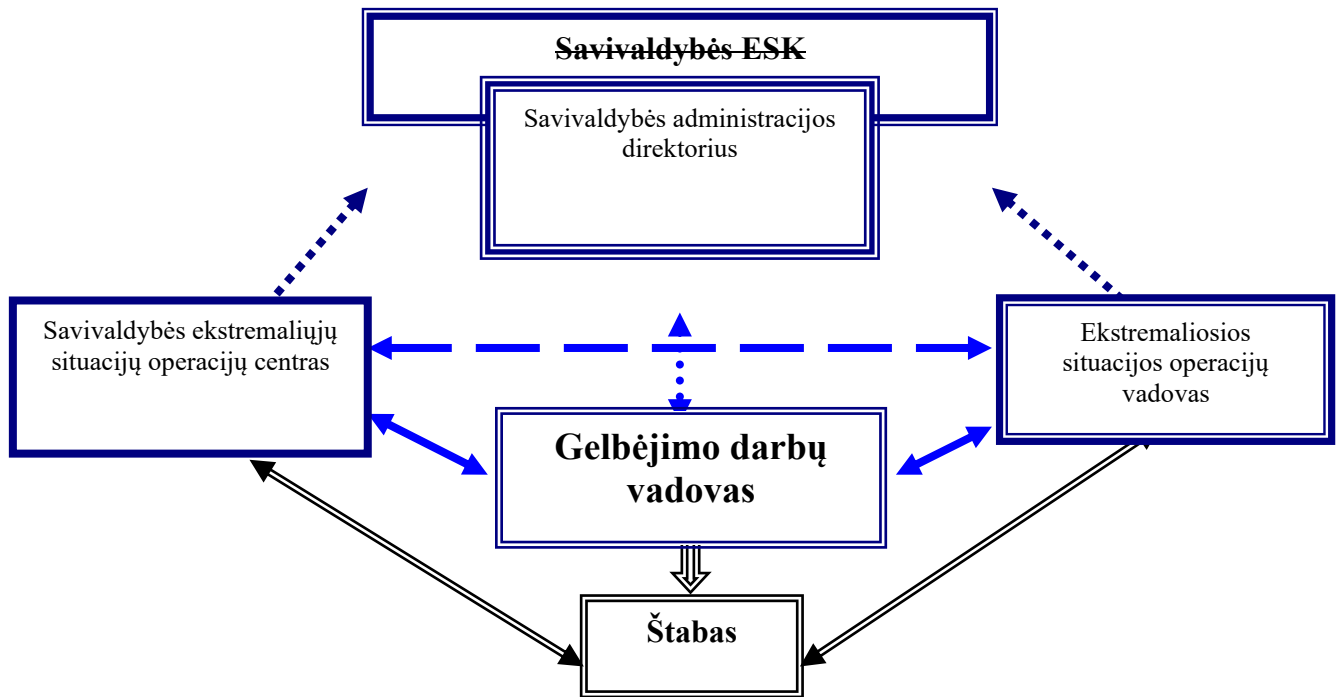 Savivaldybės ESK
Savivaldybės administracijos
direktorius
Savivaldybės ekstremaliųjų
situacijų operacijų centras
Ekstremaliosios
situacijos operacijų
vadovas
Gelbėjimo darbų
vadovas
Štabas